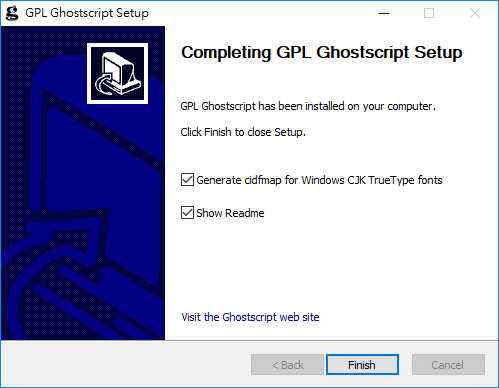 GPL Ghostscript Setup
Completing GPL Ghostscript Setup
GPL Ghostscript has been installed on your computer.
Click Finish to close Setup.
Generate cidfmap for Windows CJK TrueType fonts
Show Readme
Visit the Ghostscript web site
< Back
Finish
Cancel